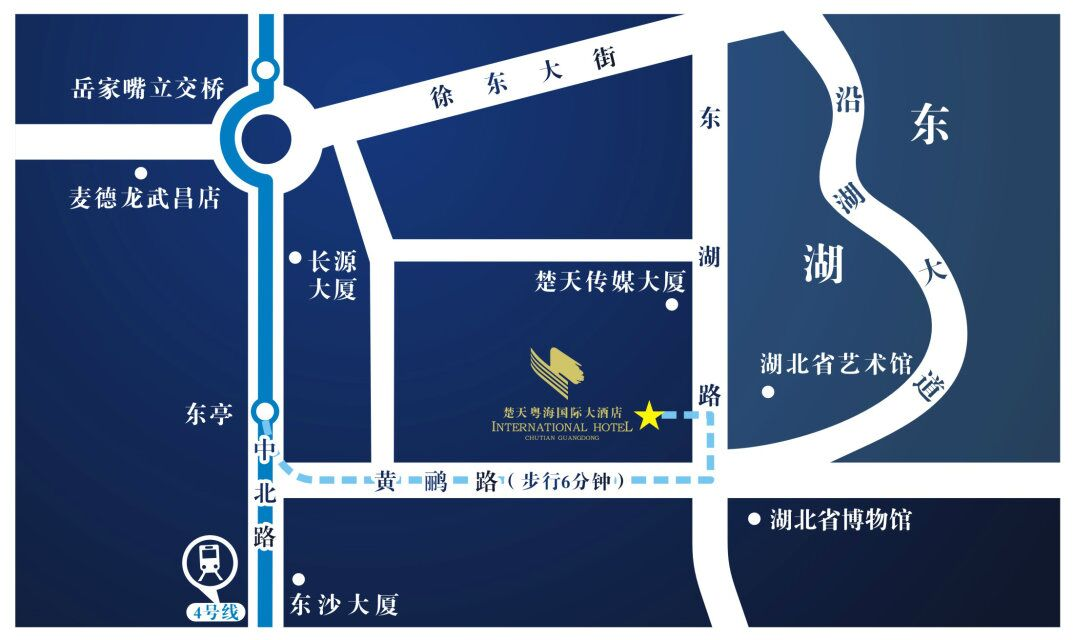 岳家嘴立交桥
徐东大街
麦德龙武昌店
长源
大厦
东湖路
沿湖大道
东湖
楚天传媒大厦
湖北省艺术馆
东亭
楚天粤海国际大酒店
INTERNATIONAL HOTEL
CHUTIAN GUANGDONG
中北路
黄鹂路(步行6分钟)
湖北省博物馆
4号线
东沙大厦